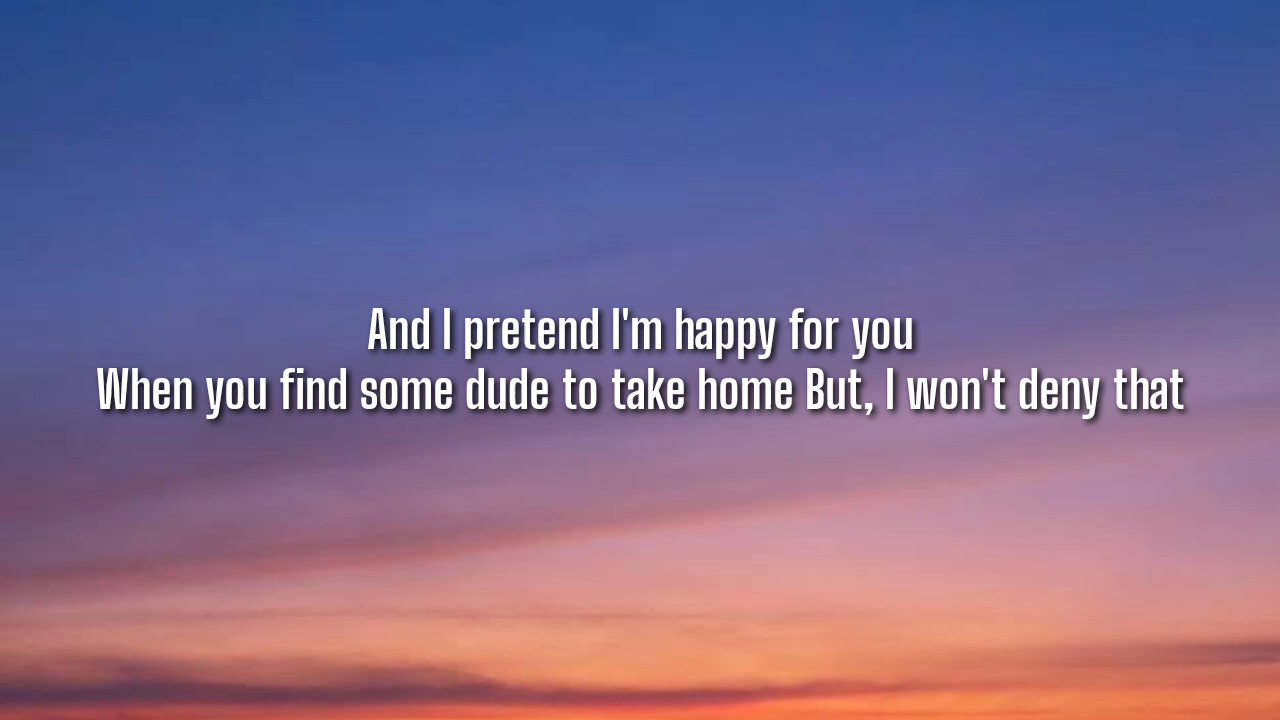 And I pretend I'm happy for you
When you find some dude to take home But, I won't deny that